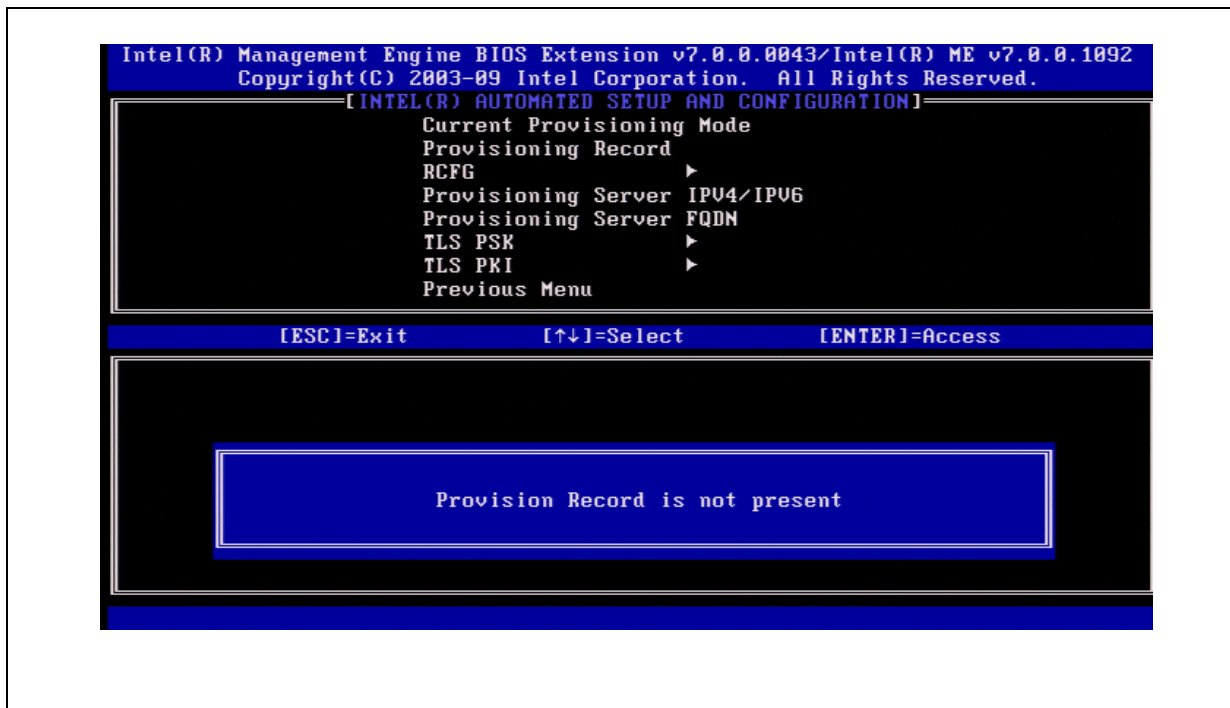 Intel(R) Management Engine BIOS Extension v7.0.0.0043/Intel(R) ME v7.0.0.1092
Copyright(C) 2003-09 Intel Corporation. All Rights Reserved.
[INTEL(R) AUTOMATED SETUP AND CONFIGURATION]
Current Provisioning Mode
Provisioning Record
RCFG ►
Provisioning Server IPV4/IPV6
Provisioning Server FQDN
TLS PSK ►
TLS PKI ►
Previous Menu
[ESC]=Exit [↑↓]=Select [ENTER]=Access
Provision Record is not present